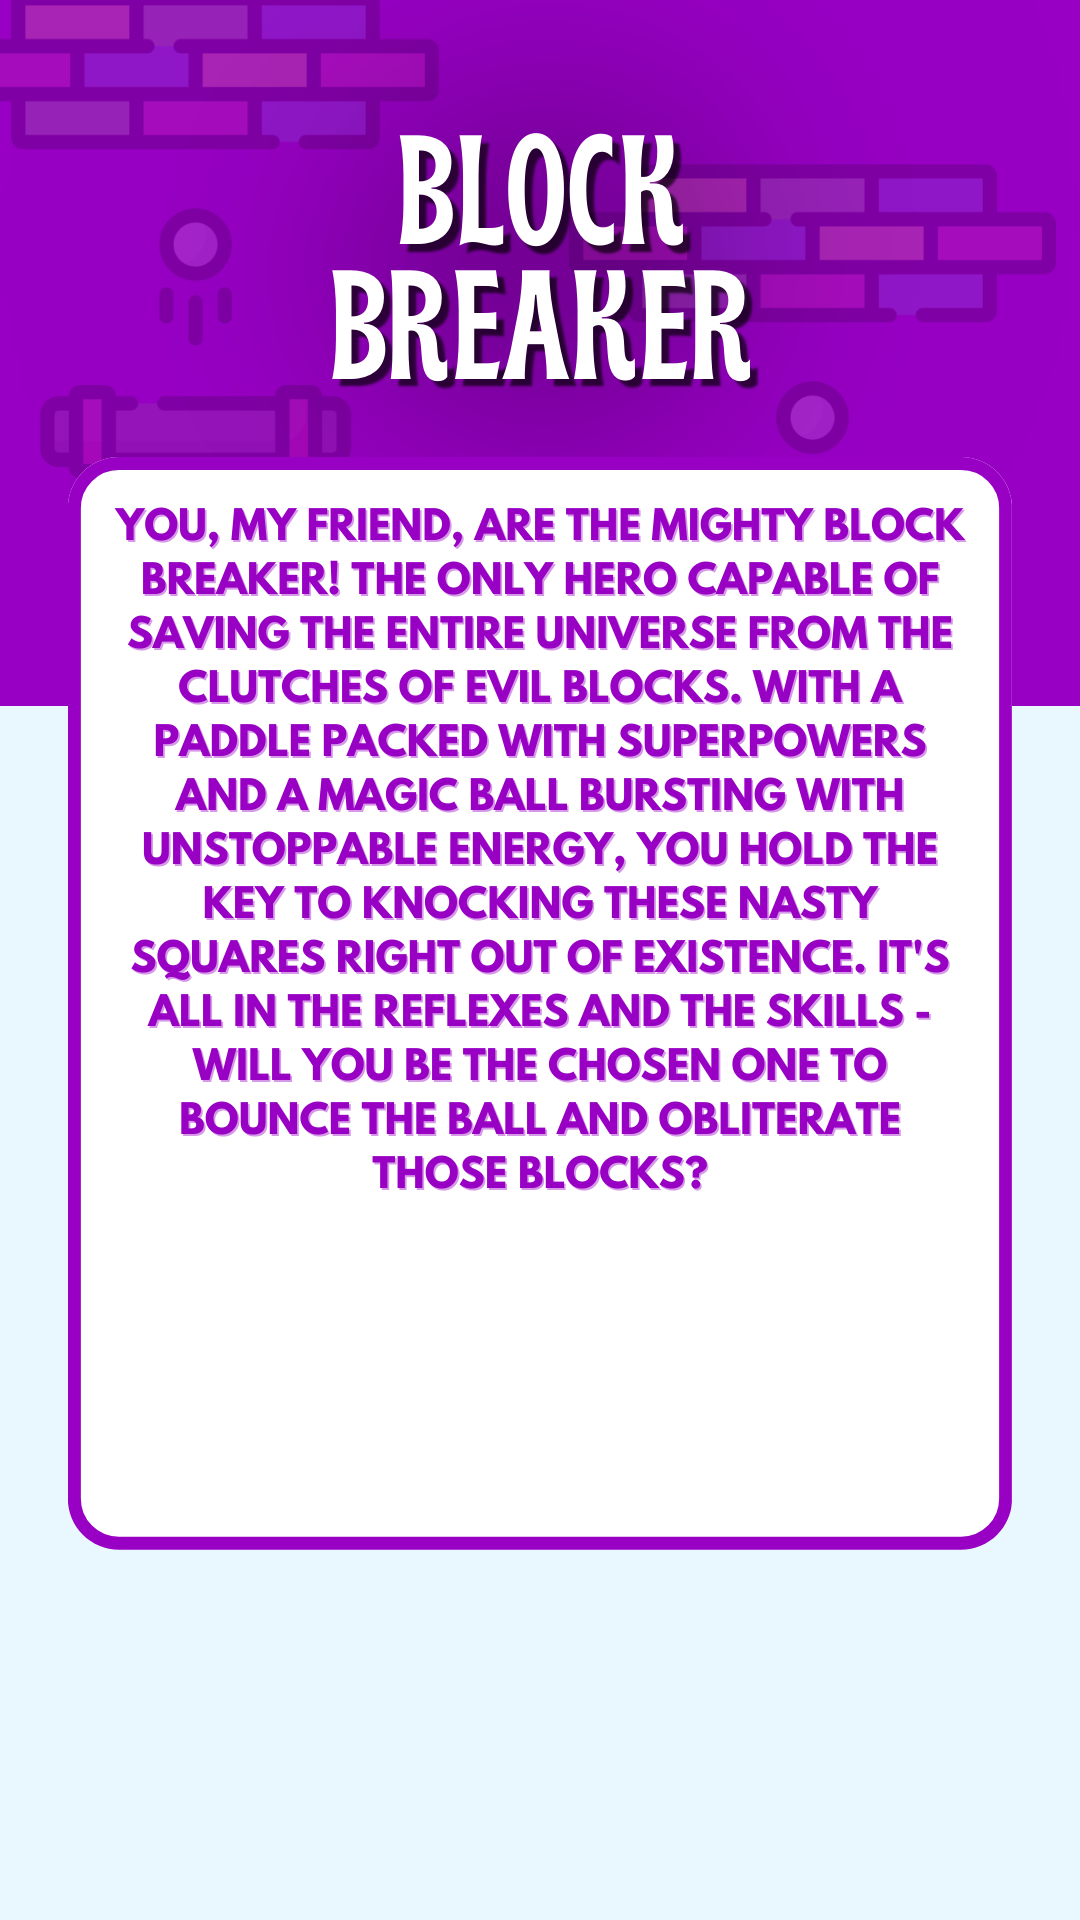 BLOCK
BREAKER
YOU, MY FRIEND, ARE THE MIGHTY BLOCK
BREAKER! THE ONLY HERO CAPABLE OF
SAVING THE ENTIRE UNIVERSE FROM THE
CLUTCHES OF EVIL BLOCKS. WITH A
PADDLE PACKED WITH SUPERPOWERS
AND A MAGIC BALL BURSTING WITH
UNSTOPPABLE ENERGY, YOU HOLD THE
KEY TO KNOCKING THESE NASTY
SQUARES RIGHT OUT OF EXISTENCE. IT'S
ALL IN THE REFLEXES AND THE SKILLS -
WILL YOU BE THE CHOSEN ONE TO
BOUNCE THE BALL AND OBLITERATE
THOSE BLOCKS?